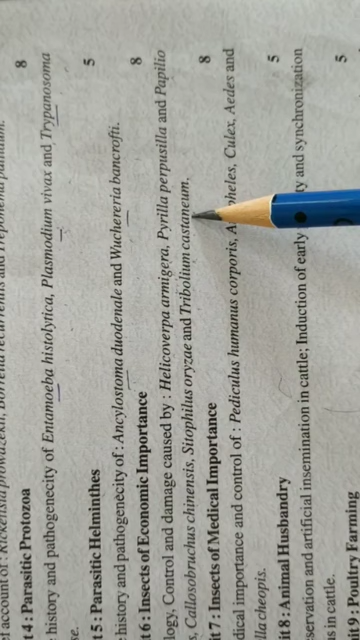 l account of : Rickettsia prowazekii, Borrelia recurrentis and Treponema pallidum.
t 4 : Parasitic Protozoa 8
history and pathogenecity of Entamoeba histolytica, Plasmodium vivax and Trypanosoma
t 5 : Parasitic Helminthes 5
history and pathogenecity of : Ancylostoma duodenale and Wuchereria bancrofti.
t 6 : Insects of Economic Importance 8
logy, Control and damage caused by : Helicoverpa armigera, Pyrilla perpusilla and Papilio
s, Callosobruchus chinensis, Sitophilus oryzae and Tribolium castaneum.
it 7 : Insects of Medical Importance 8
dical importance and control of : Pediculus humanus corporis, pheles, Culex, Aedes and
la cheopis.
it 8 : Animal Husbandry 5
servation and artificial insemination in cattle; Induction of early ty and synchronization
us in cattle.
9 : Poultry Farming 5